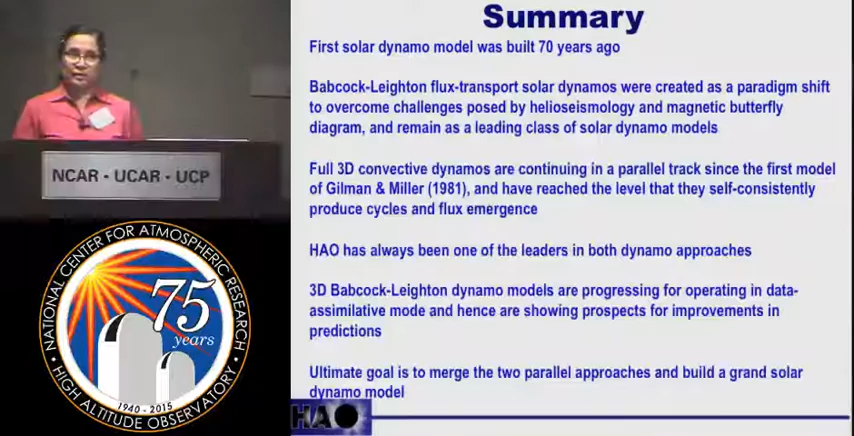 Summary
First solar dynamo model was built 70 years ago
Babcock-Leighton flux-transport solar dynamos were created as a paradigm shift
to overcome challenges posed by helioseismology and magnetic butterfly
diagram, and remain as a leading class of solar dynamo models
Full 3D convective dynamos are continuing in a parallel track since the first model
of Gilman & Miller (1981), and have reached the level that they self-consistently
produce cycles and flux emergence
HAO has always been one of the leaders in both dynamo approaches
3D Babcock-Leighton dynamo models are progressing for operating in data-
assimilative mode and hence are showing prospects for improvements in
predictions
Ultimate goal is to merge the two parallel approaches and build a grand solar
dynamo model
HAO
NCAR - UCAR - UCP
NATIONAL CENTER FOR ATMOSPHERIC RESEARCH
75
years
1940 - 2015
HIGH ALTITUDE OBSERVATORY